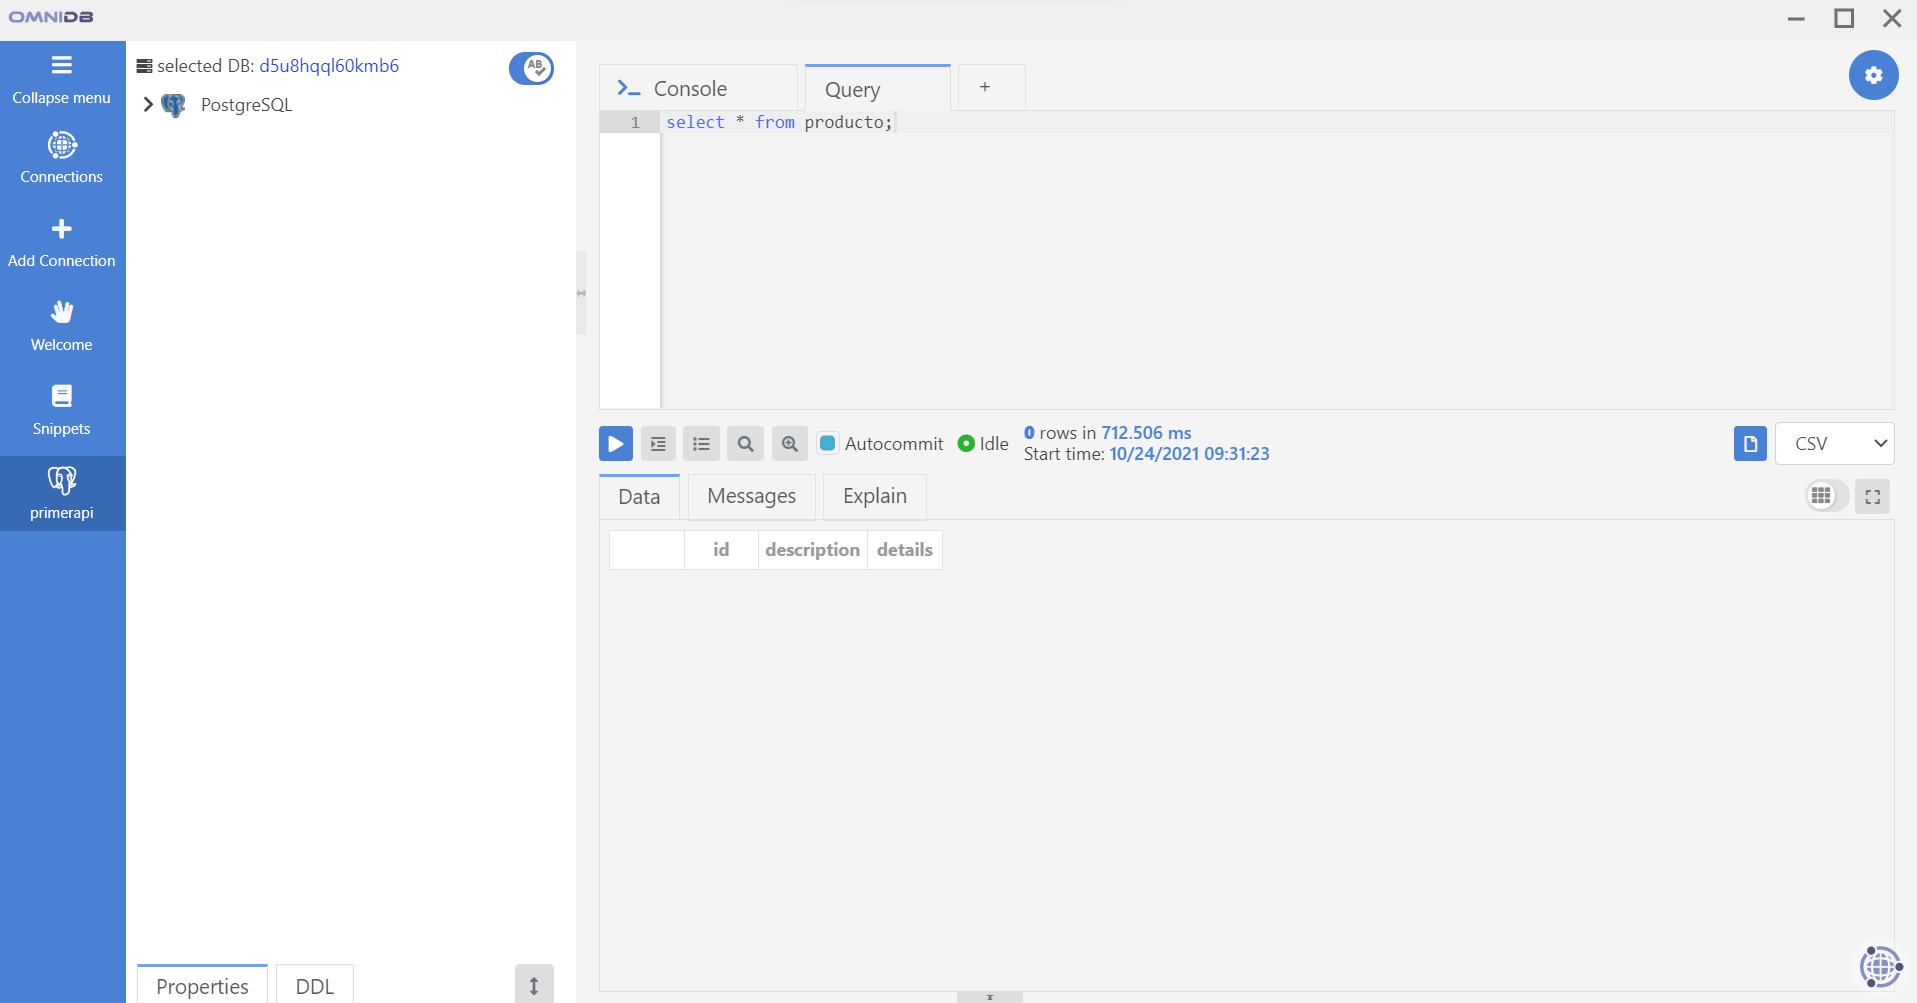 OMNIDB
Collapse menu
Connections
Add Connection
Welcome
Snippets
primerapi
selected DB: d5u8hqql60kmb6
AB
PostgreSQL
Properties
DDL
Console
Query
+
1 select * from producto;
Autocommit
Idle
0 rows in 712.506 ms
Start time: 10/24/2021 09:31:23
CSV
Data
Messages
Explain
id description details